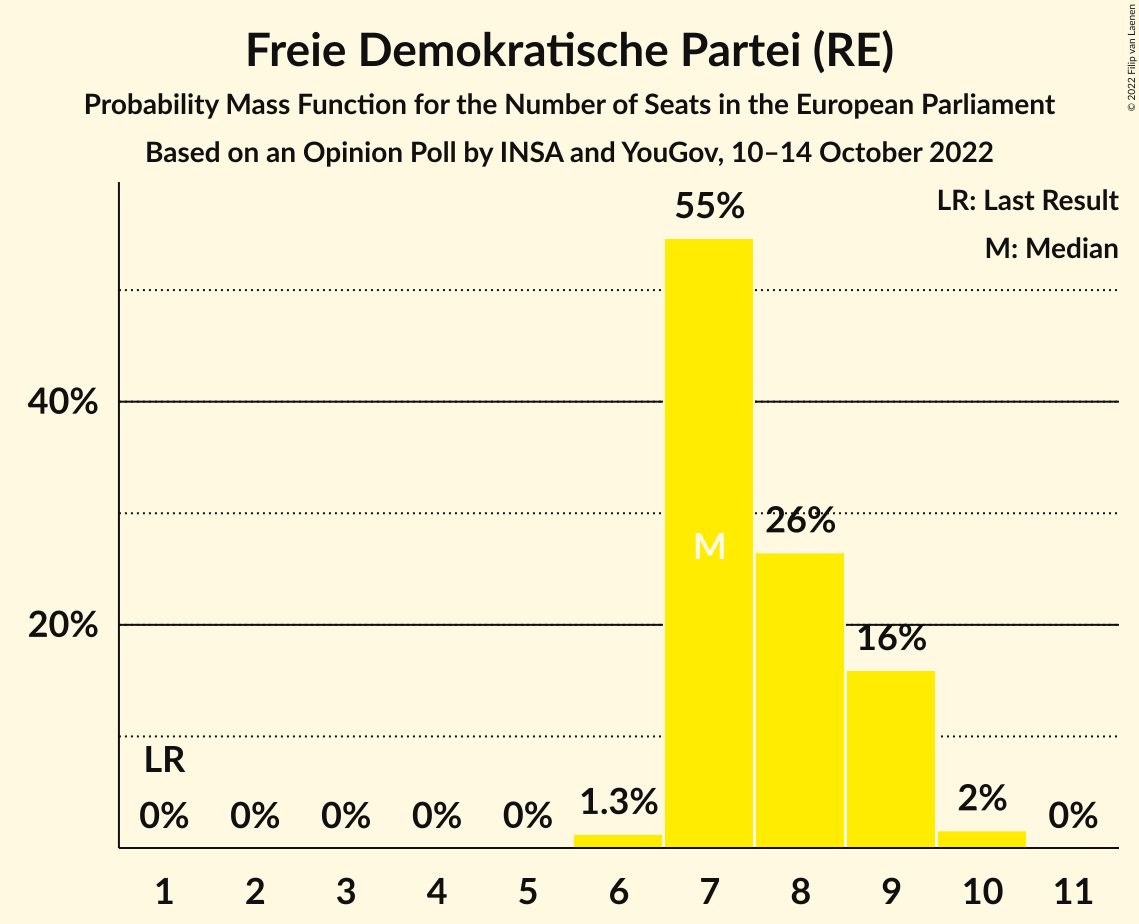 Freie Demokratische Partei (RE)
Probability Mass Function for the Number of Seats in the European Parliament
Based on an Opinion Poll by INSA and YouGov, 10–14 October 2022
© 2022 Filip van Laenen
LR: Last Result
M: Median
55%
40%
26%
M
20%
16%
LR
0%
0%
0%
0%
0%
1.3%
2%
0%
1 2 3 4 5 6 7 8 9 10 11